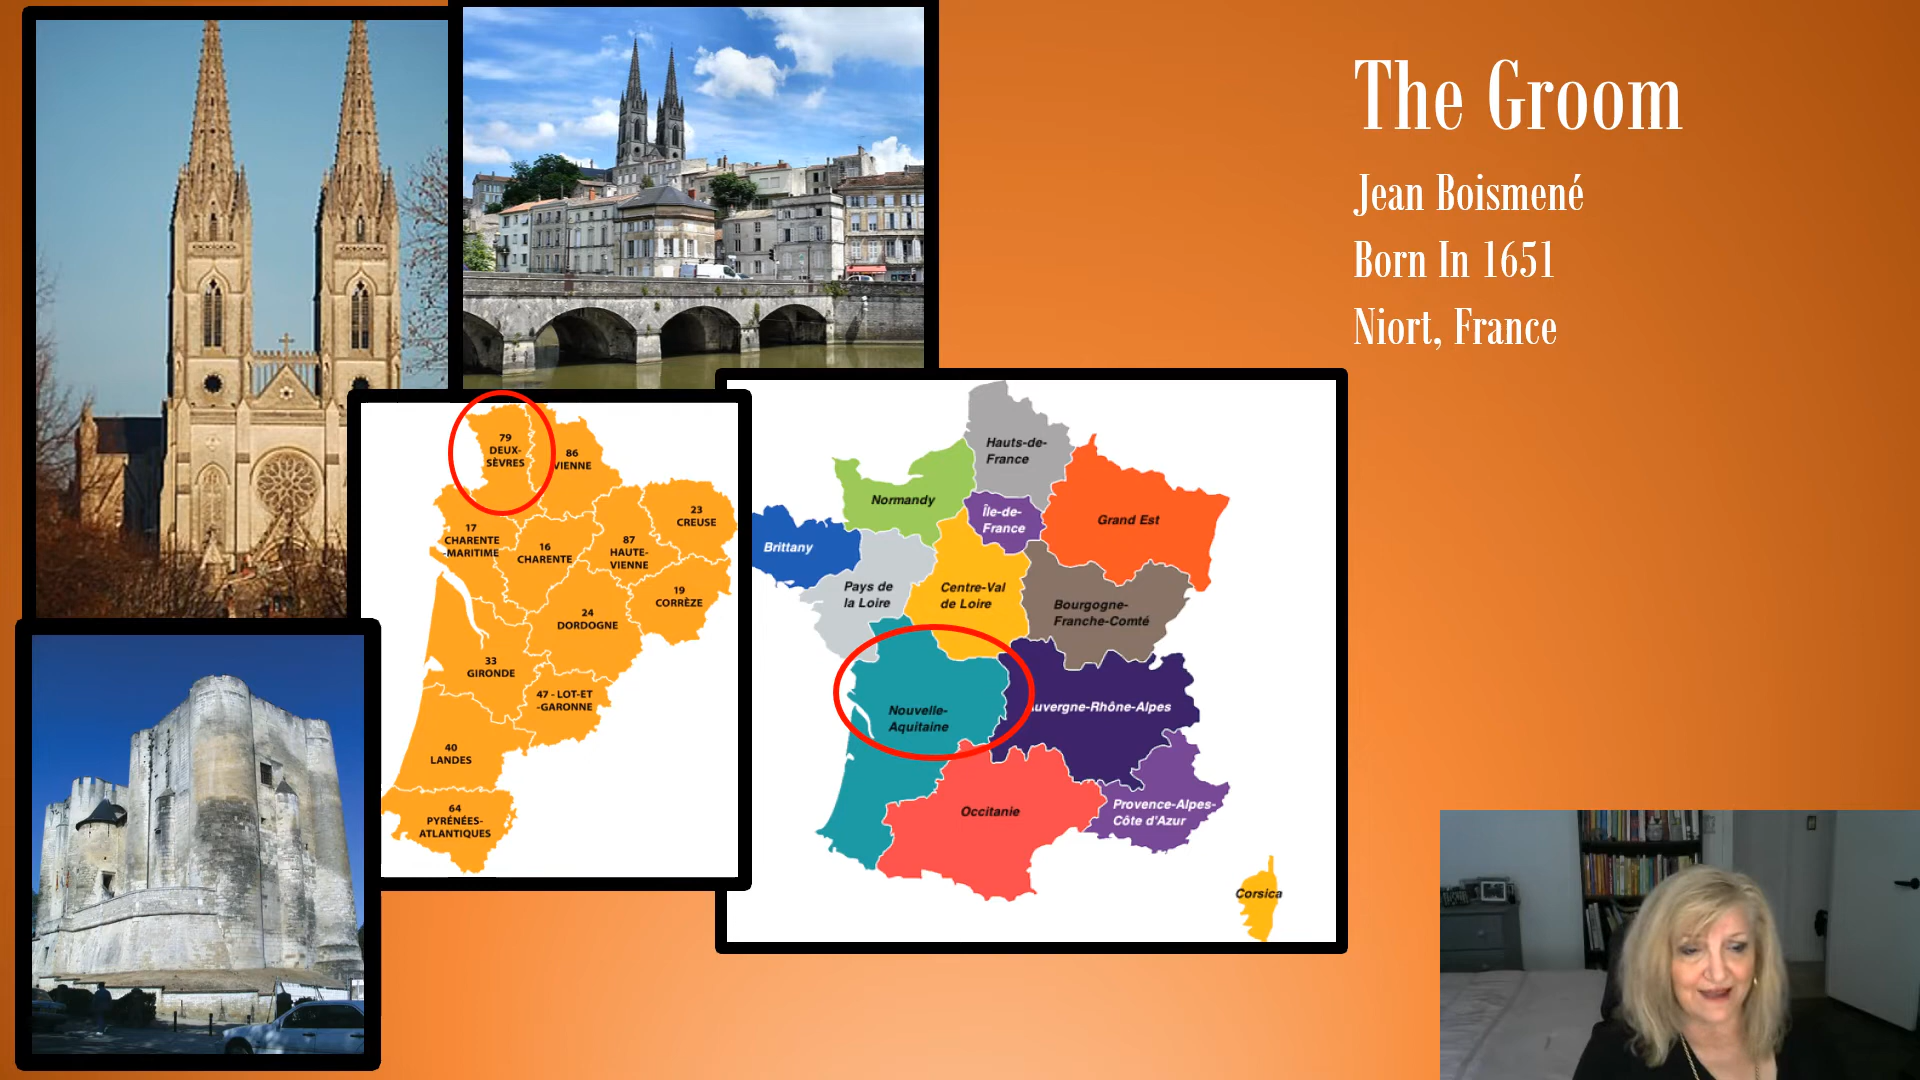 The Groom
Jean Boismené
Born In 1651
Niort, France
79
DEUX-
SÈVRES
86
VIENNE
17
CHARENTE
-MARITIME
16
CHARENTE
87
HAUTE-
VIENNE
23
CREUSE
19
CORRÈZE
24
DORDOGNE
33
GIRONDE
47 - LOT-ET
-GARONNE
40
LANDES
64
PYRÉNÉES-
ATLANTIQUES
Hauts-de-
France
Normandy
Île-de-
France
Grand Est
Brittany
Pays de
la Loire
Centre-Val
de Loire
Bourgogne-
Franche-Comté
Nouvelle-
Aquitaine
uvergne-Rhône-Alpes
Occitanie
Provence-Alpes-
Côte d'Azur
Corsica